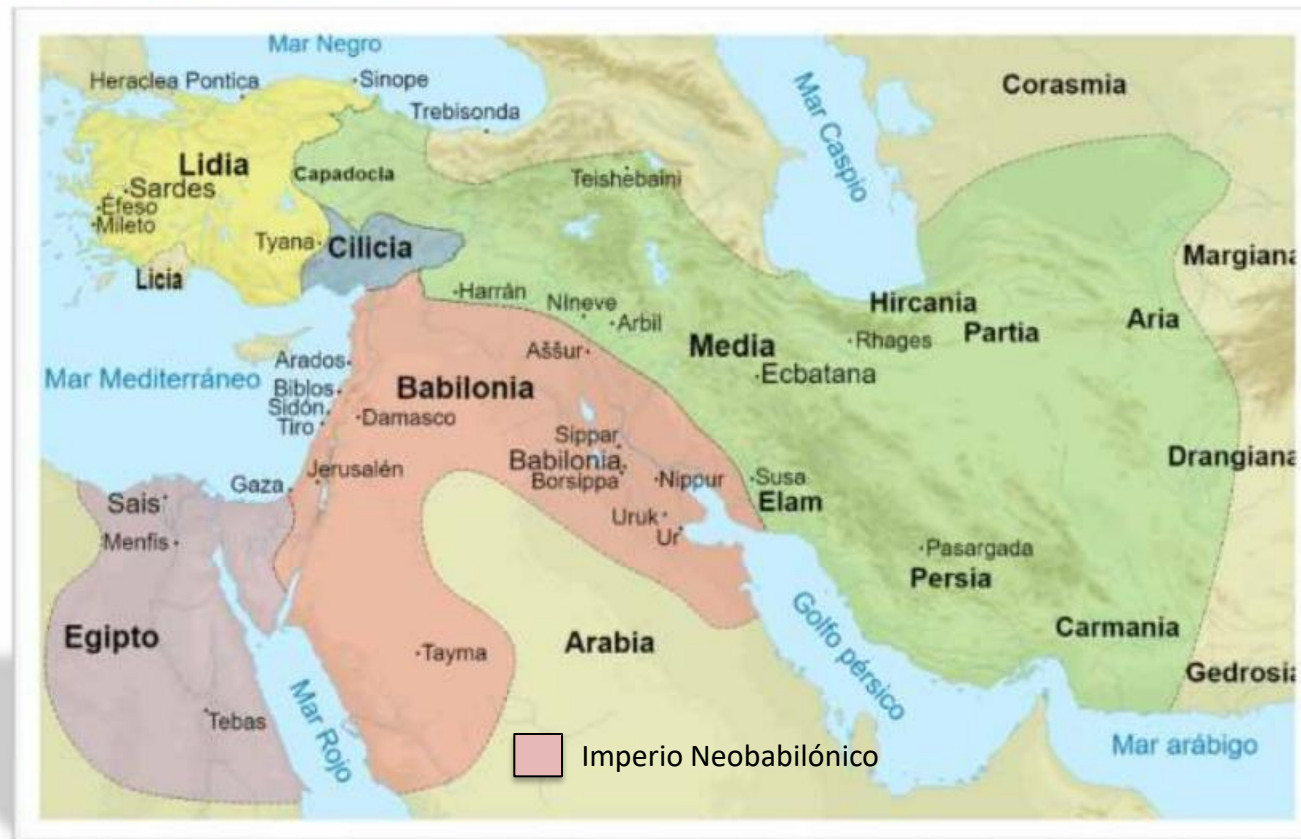 Mar Negro
Heraclea Pontica
Sinope
Trebisonda
Mar Caspio
Corasmia
Lidia
Capadocia
Teishebaini
Sardes
Éfeso
Mileto
Tyana
Cilicia
Licia
Margiana
Harrán
Níneve
Arbil
Hircania
Partia
Aria
Rhages
Media
Ecbatana
Aššur
Mar Mediterráneo
Arados
Biblos
Sidón
Tiro
Babilonia
Damasco
Sippar
Babilonia
Borsippa
Nippur
Susa
Elam
Drangiana
Jerusalén
Gaza
Sais
Menfis
Uruk
Ur
Pasargada
Persia
Carmania
Egipto
Tayma
Arabia
Golfo pérsico
Gedrosia
Tebas
Mar Rojo
Mar arábigo
Imperio Neobabilónico